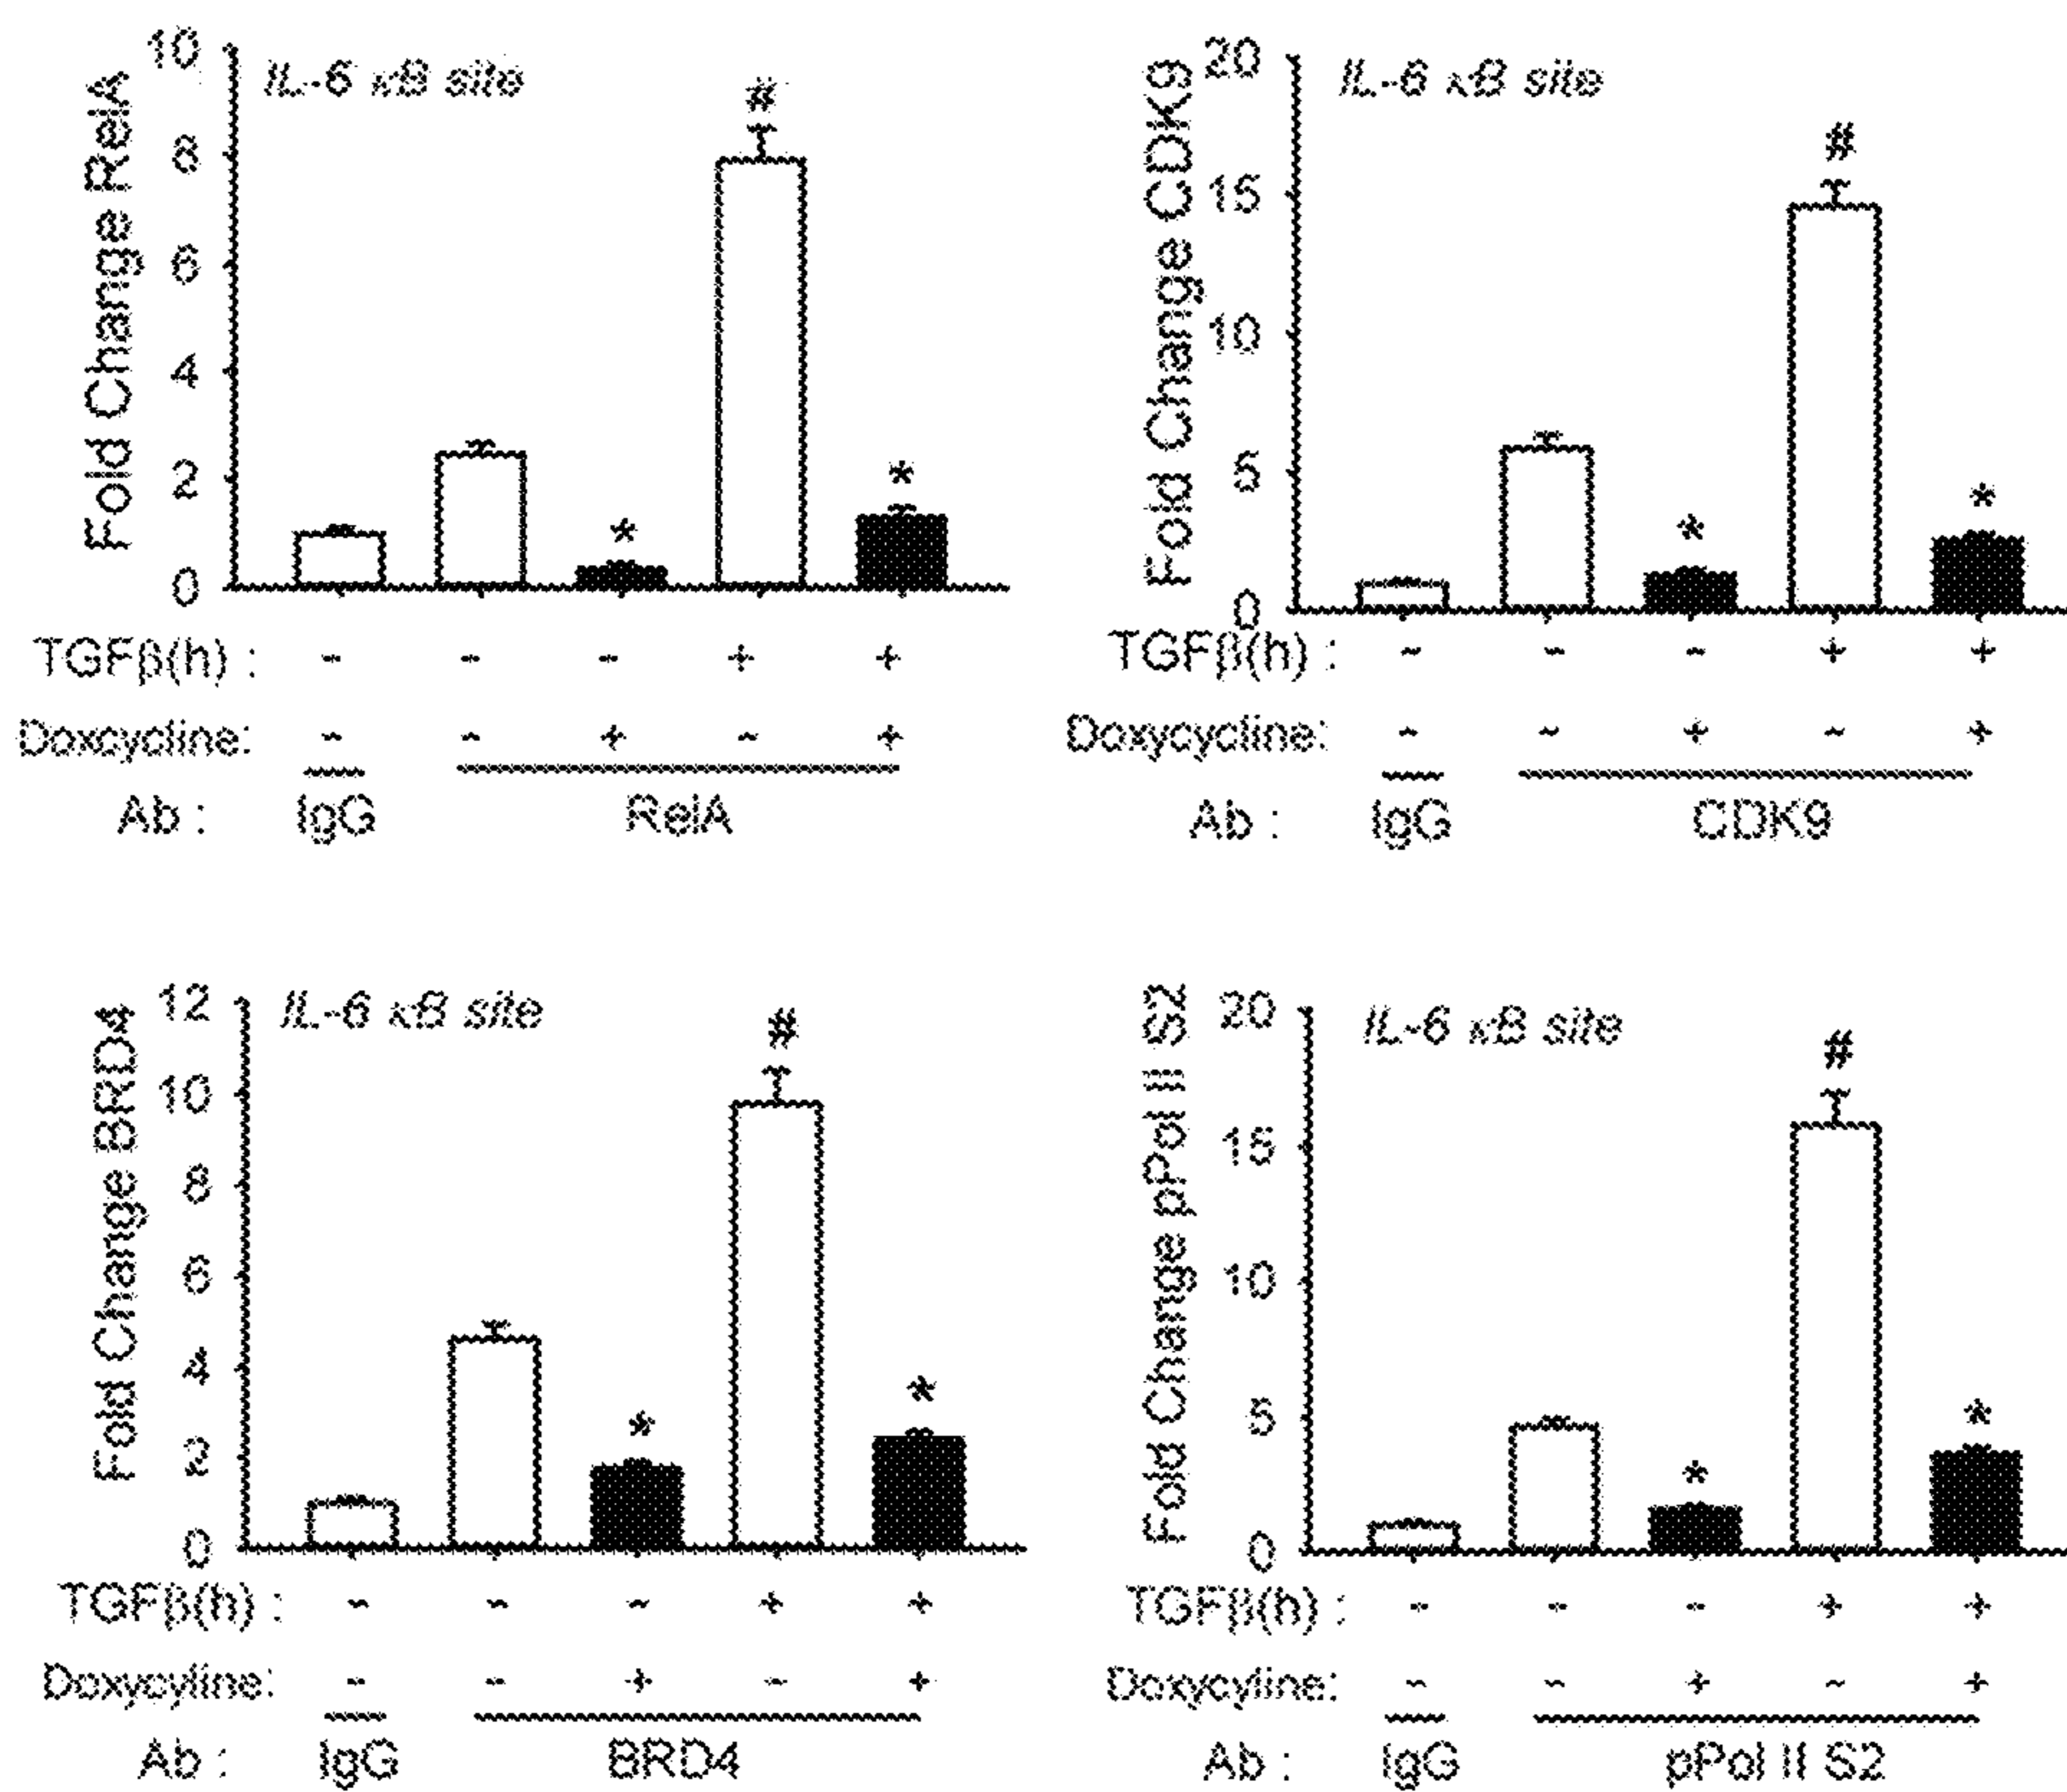 Fold Change RelA
10
8
6
4
2
0
IL-6 κB site
#
*
*
TGFβ(h) : - - - + +
Doxcycline: - - + - +
Ab : IgG RelA
Fold Change CDK9
20
15
10
5
0
IL-6 κB site
#
*
*
TGFβ(h) : - - - + +
Doxycycline: - - + - +
Ab : IgG CDK9
Fold Change BRD4
12
10
8
6
4
2
0
IL-6 κB site
#
*
*
TGFβ(h) : - - - + +
Doxycyline: - - + - +
Ab : IgG BRD4
Fold Change pPol II S2
20
15
10
5
0
IL-6 κB site
#
*
*
TGFβ(h) : - - - + +
Doxycyline: - - + - +
Ab : IgG pPol II S2